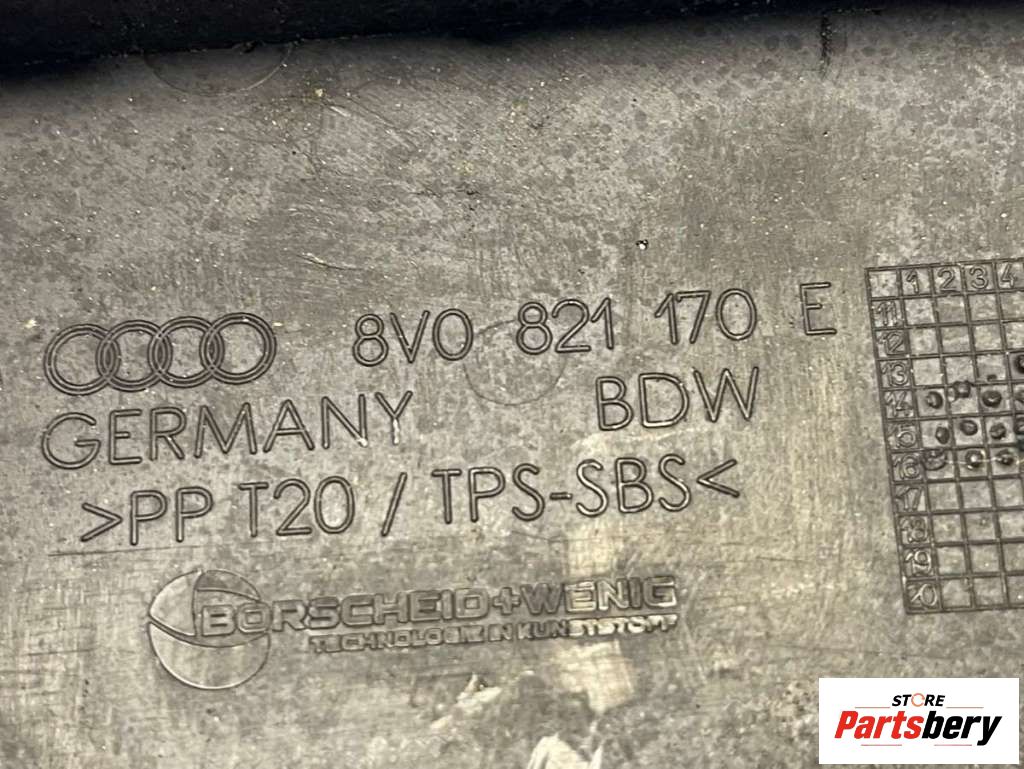 8V0 821 170 E
GERMANY BDW
>PP T20 / TPS-SBS<
BORSCHEID+WENIG
TECHNOLOGIE IN KUNSTSTOFF
1 2 3 4
11
12
13
14
15
16
17
18
19
20
STORE
Partsbery